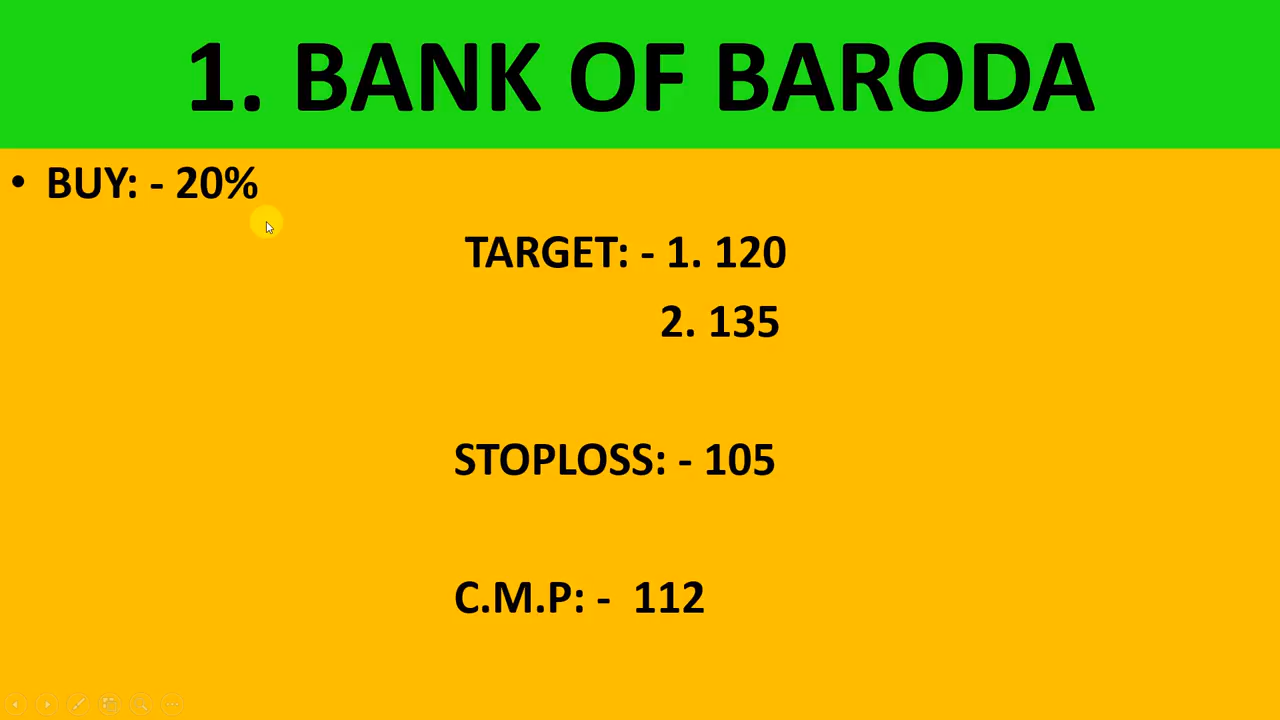 1. BANK OF BARODA
• BUY: - 20%
TARGET: - 1. 120
2. 135
STOPLOSS: - 105
C.M.P: - 112